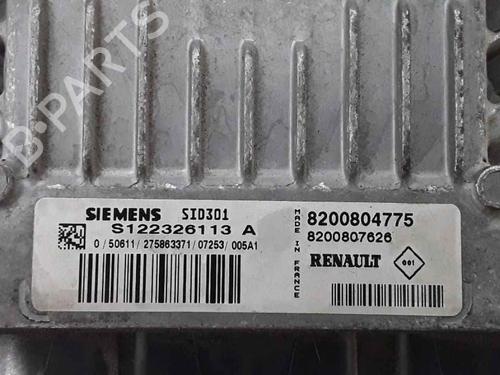 B-PARTS
SIEMENS SID301
S122326113 A
0 / 50611 / 275863371 / 07253 / 005A1
MADE IN FRANCE
8200804775
8200807626
RENAULT
001